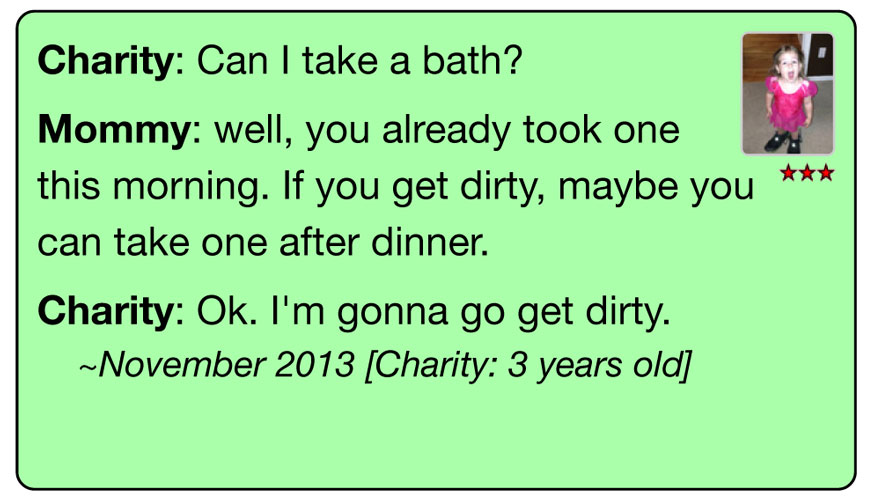 Charity: Can I take a bath?
Mommy: well, you already took one
this morning. If you get dirty, maybe you
can take one after dinner.
Charity: Ok. I'm gonna go get dirty.
~November 2013 [Charity: 3 years old]